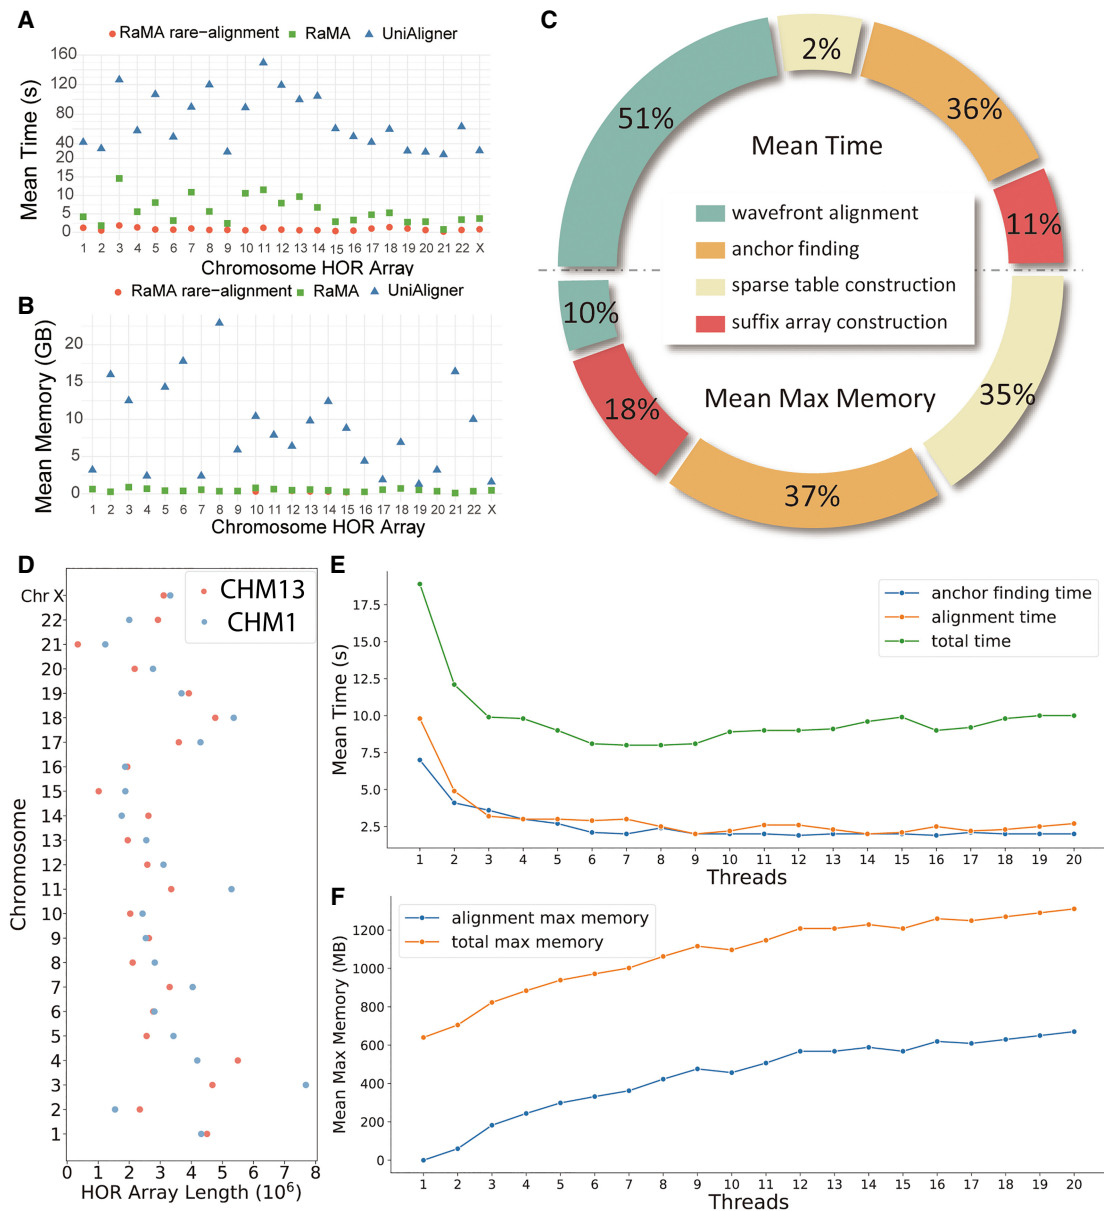 A
RaMA rare−alignment RaMA UniAligner
Mean Time (s)
160
120
80
40
20
15
10
5
0
1 2 3 4 5 6 7 8 9 10 11 12 13 14 15 16 17 18 19 20 21 22 X
Chromosome HOR Array
B
RaMA rare−alignment RaMA UniAligner
Mean Memory (GB)
20
15
10
5
0
1 2 3 4 5 6 7 8 9 10 11 12 13 14 15 16 17 18 19 20 21 22 X
Chromosome HOR Array
C
2%
36%
51%
11%
Mean Time
wavefront alignment
anchor finding
sparse table construction
suffix array construction
10%
18%
37%
35%
Mean Max Memory
D
CHM13
CHM1
Chromosome
Chr X
22
21
20
19
18
17
16
15
14
13
12
11
10
9
8
7
6
5
4
3
2
1
0 1 2 3 4 5 6 7 8
HOR Array Length (10⁶)
E
anchor finding time
alignment time
total time
Mean Time (s)
17.5
15.0
12.5
10.0
7.5
5.0
2.5
1 2 3 4 5 6 7 8 9 10 11 12 13 14 15 16 17 18 19 20
Threads
F
alignment max memory
total max memory
Mean Max Memory (MB)
1200
1000
800
600
400
200
0
1 2 3 4 5 6 7 8 9 10 11 12 13 14 15 16 17 18 19 20
Threads